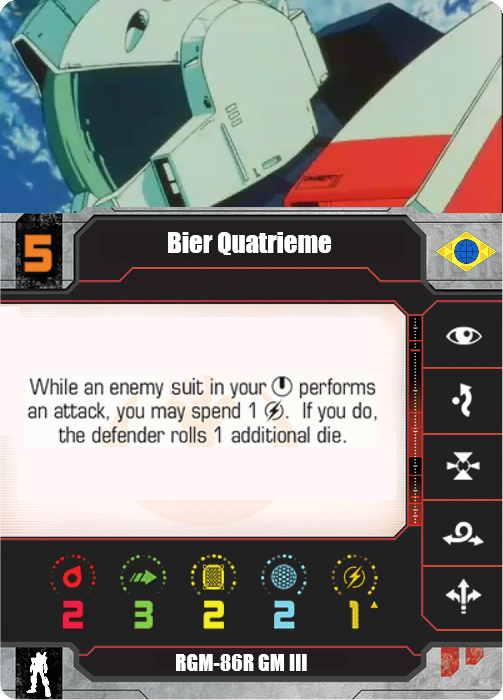 5
Bier Quatrieme
While an enemy suit in your performs
an attack, you may spend 1 . If you do,
the defender rolls 1 additional die.
2 3 2 2 1
RGM-86R GM III